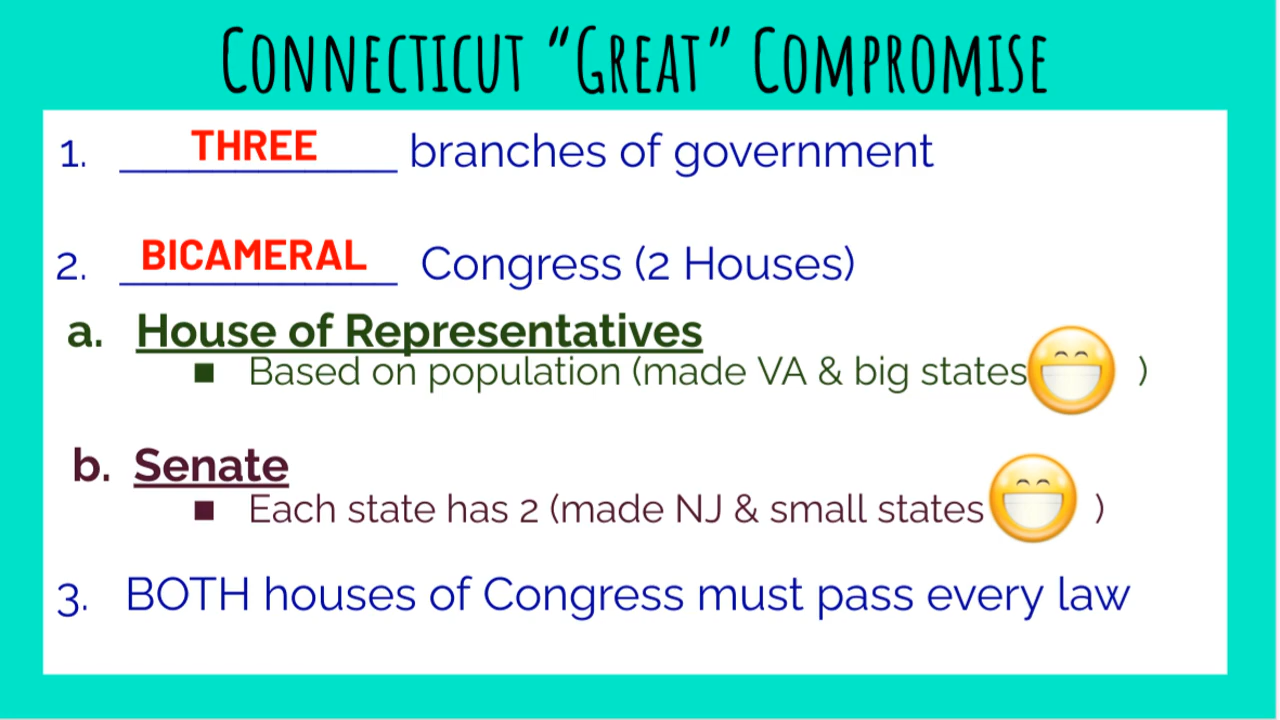 CONNECTICUT “GREAT” COMPROMISE
1. THREE branches of government
2. BICAMERAL Congress (2 Houses)
a. House of Representatives
■ Based on population (made VA & big states 😁 )
b. Senate
■ Each state has 2 (made NJ & small states 😁 )
3. BOTH houses of Congress must pass every law